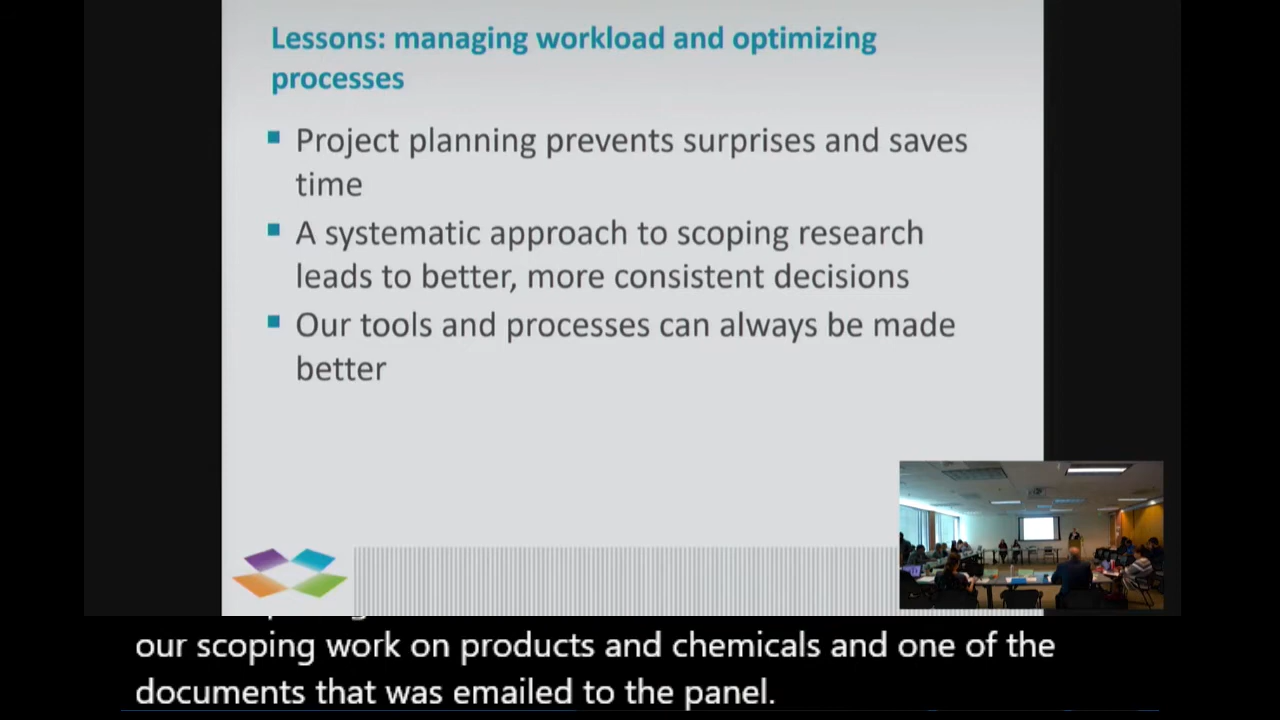 Lessons: managing workload and optimizing
processes
Project planning prevents surprises and saves
time
A systematic approach to scoping research
leads to better, more consistent decisions
Our tools and processes can always be made
better
our scoping work on products and chemicals and one of the
documents that was emailed to the panel.